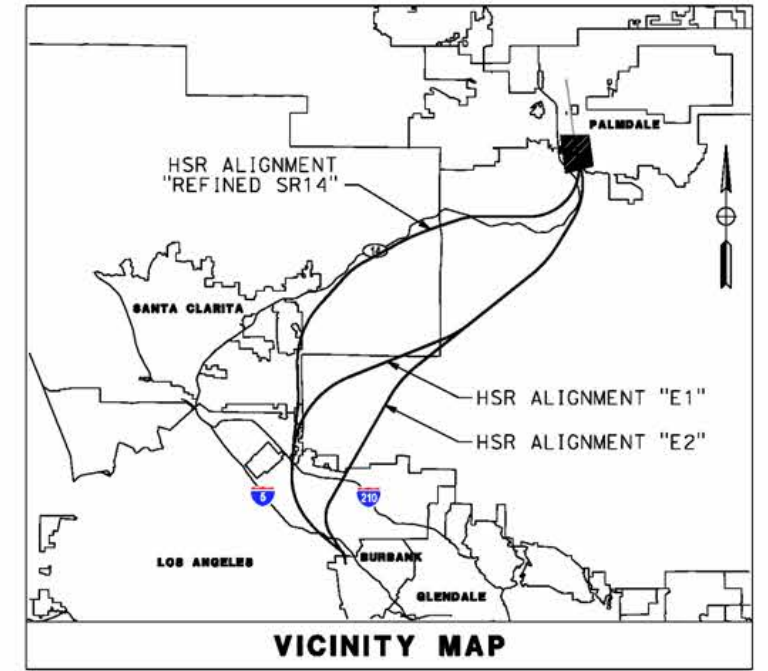 PALMDALE
HSR ALIGNMENT
"REFINED SR14"
14
SANTA CLARITA
HSR ALIGNMENT "E1"
HSR ALIGNMENT "E2"
5
210
LOS ANGELES
BURBANK
GLENDALE
VICINITY MAP